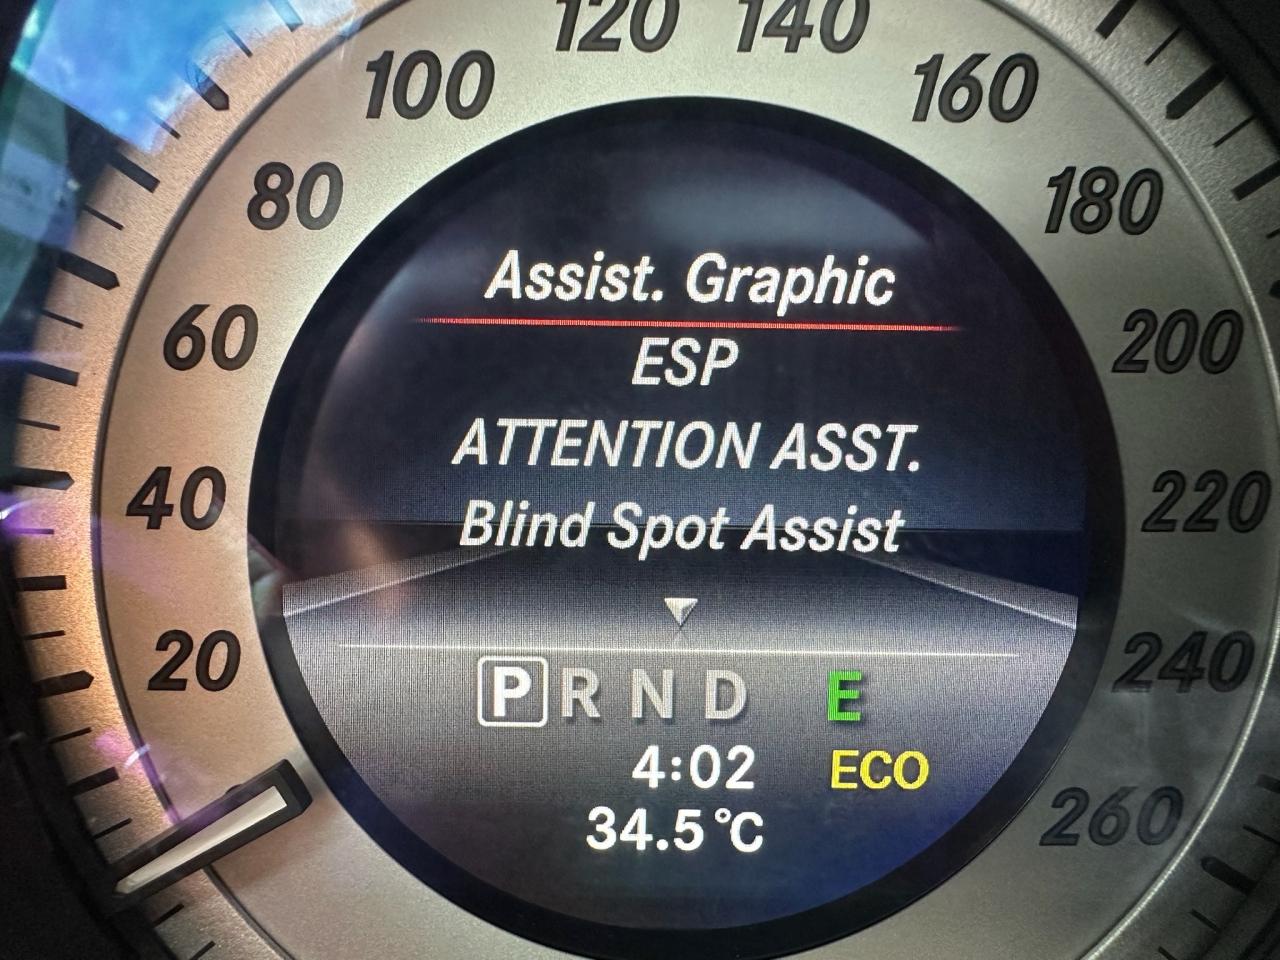 120 140
100 160
80 180
60 200
40 220
20 240
260
Assist. Graphic
ESP
ATTENTION ASST.
Blind Spot Assist
P R N D E
4:02 ECO
34.5°C